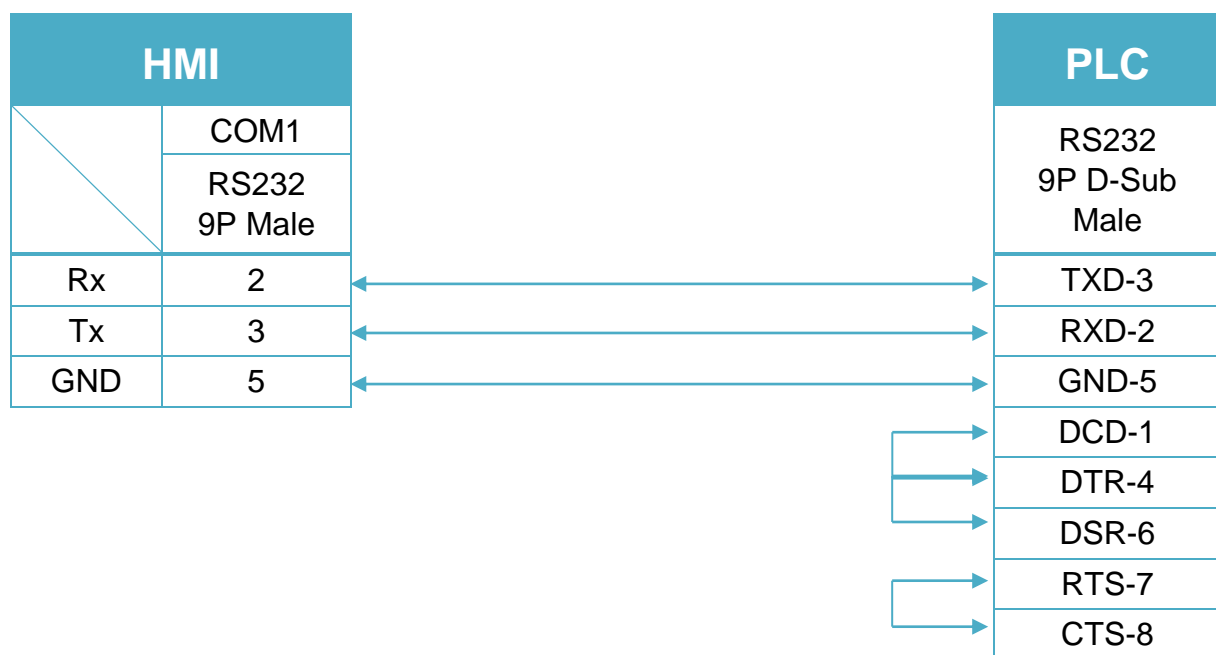 HMI
PLC
COM1
RS232
9P Male
RS232
9P D-Sub
Male
Rx 2 TXD-3
Tx 3 RXD-2
GND 5 GND-5
DCD-1
DTR-4
DSR-6
RTS-7
CTS-8